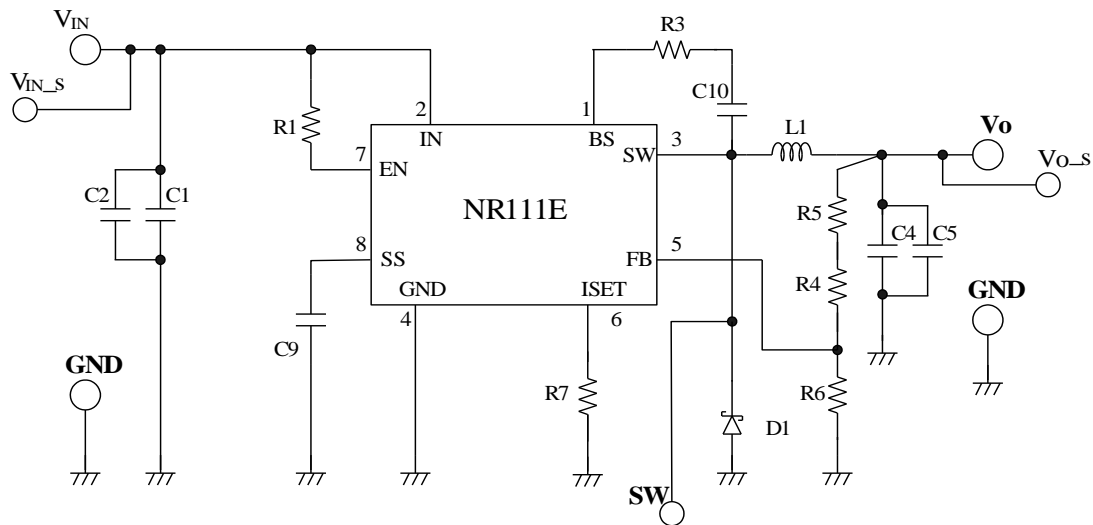 VIN
VIN_S
R3
C10
1
2
BS
IN
R1
7
EN
SW
3
L1
Vo
VO_S
C2
C1
NR111E
R5
C4
C5
8
SS
FB
5
R4
GND
ISET
4
6
C9
GND
GND
R7
R6
D1
SW